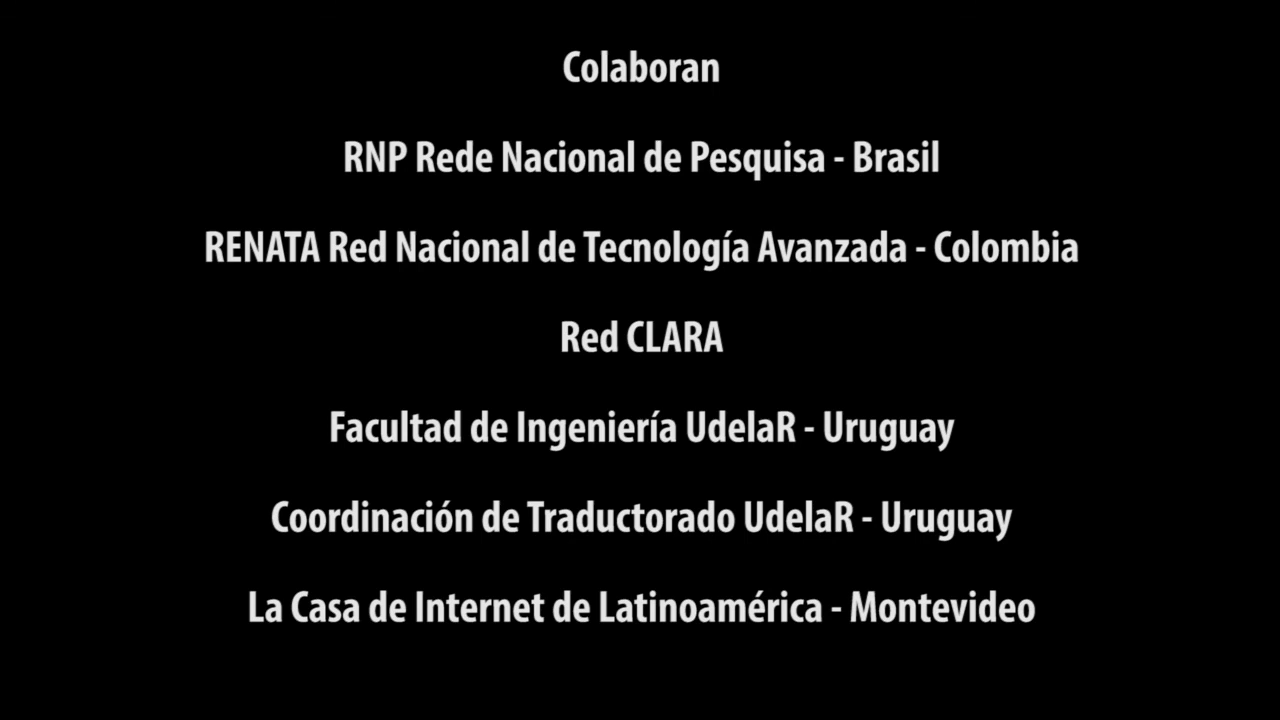 Colaboran
RNP Rede Nacional de Pesquisa - Brasil
RENATA Red Nacional de Tecnología Avanzada - Colombia
Red CLARA
Facultad de Ingeniería UdelaR - Uruguay
Coordinación de Traductorado UdelaR - Uruguay
La Casa de Internet de Latinoamérica - Montevideo